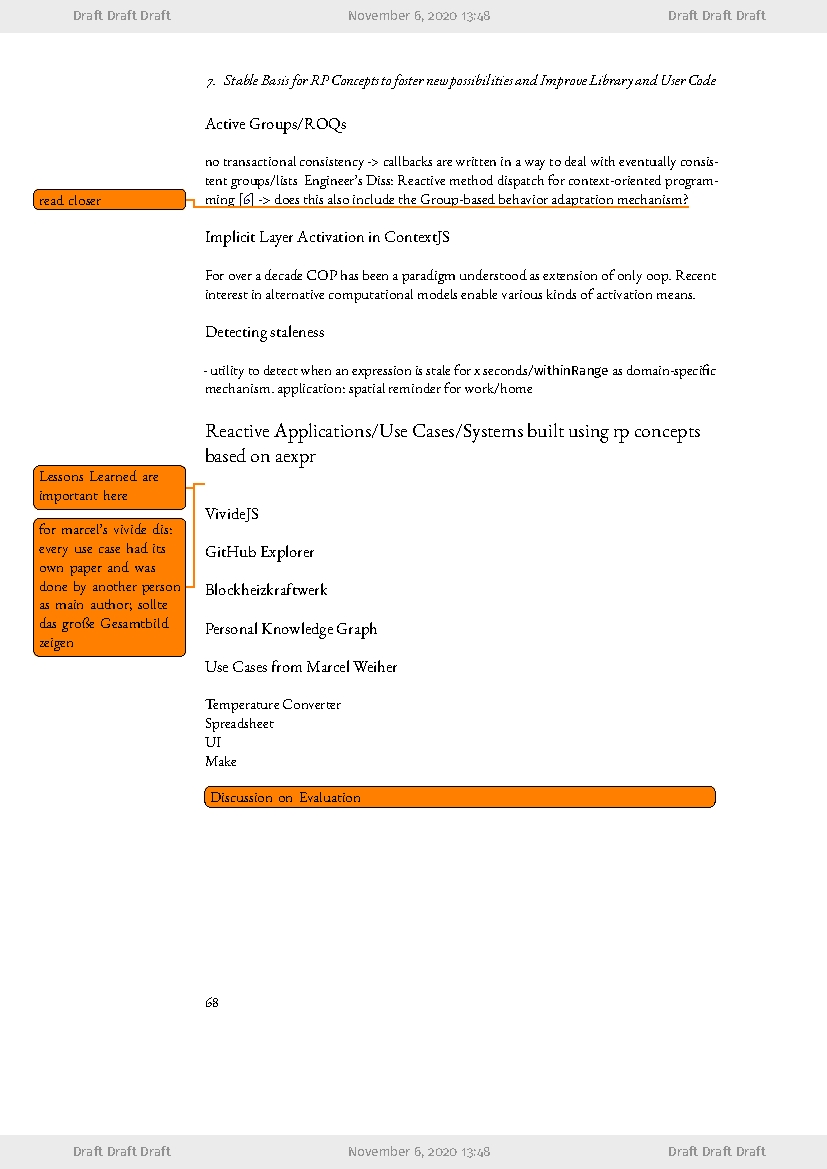 Draft Draft Draft November 6, 2020 13:48 Draft Draft Draft
7. Stable Basis for RP Concepts to foster new possibilities and Improve Library and User Code
Active Groups/ROQs
no transactional consistency -> callbacks are written in a way to deal with eventually consis-
tent groups/lists Engineer's Diss: Reactive method dispatch for context-oriented program-
read closer
ming [6] -> does this also include the Group-based behavior adaptation mechanism?
Implicit Layer Activation in ContextJS
For over a decade COP has been a paradigm understood as extension of only oop. Recent
interest in alternative computational models enable various kinds of activation means.
Detecting staleness
- utility to detect when an expression is stale for x seconds/withinRange as domain-specific
mechanism. application: spatial reminder for work/home
Reactive Applications/Use Cases/Systems built using rp concepts
based on aexpr
Lessons Learned are
important here
for marcel's vivide dis:
every use case had its
own paper and was
done by another person
as main author; sollte
das große Gesamtbild
zeigen
VivideJS
GitHub Explorer
Blockheizkraftwerk
Personal Knowledge Graph
Use Cases from Marcel Weiher
Temperature Converter
Spreadsheet
UI
Make
Discussion on Evaluation
68
Draft Draft Draft November 6, 2020 13:48 Draft Draft Draft